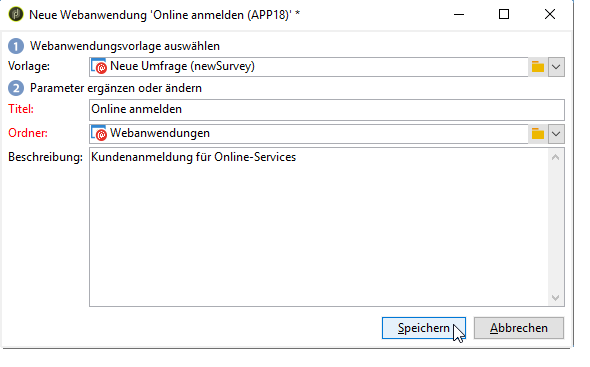 Neue Webanwendung 'Online anmelden (APP18)' *
1 Webanwendungsvorlage auswählen
Vorlage: Neue Umfrage (newSurvey)
2 Parameter ergänzen oder ändern
Titel: Online anmelden
Ordner: Webanwendungen
Beschreibung: Kundenanmeldung für Online-Services
Speichern Abbrechen